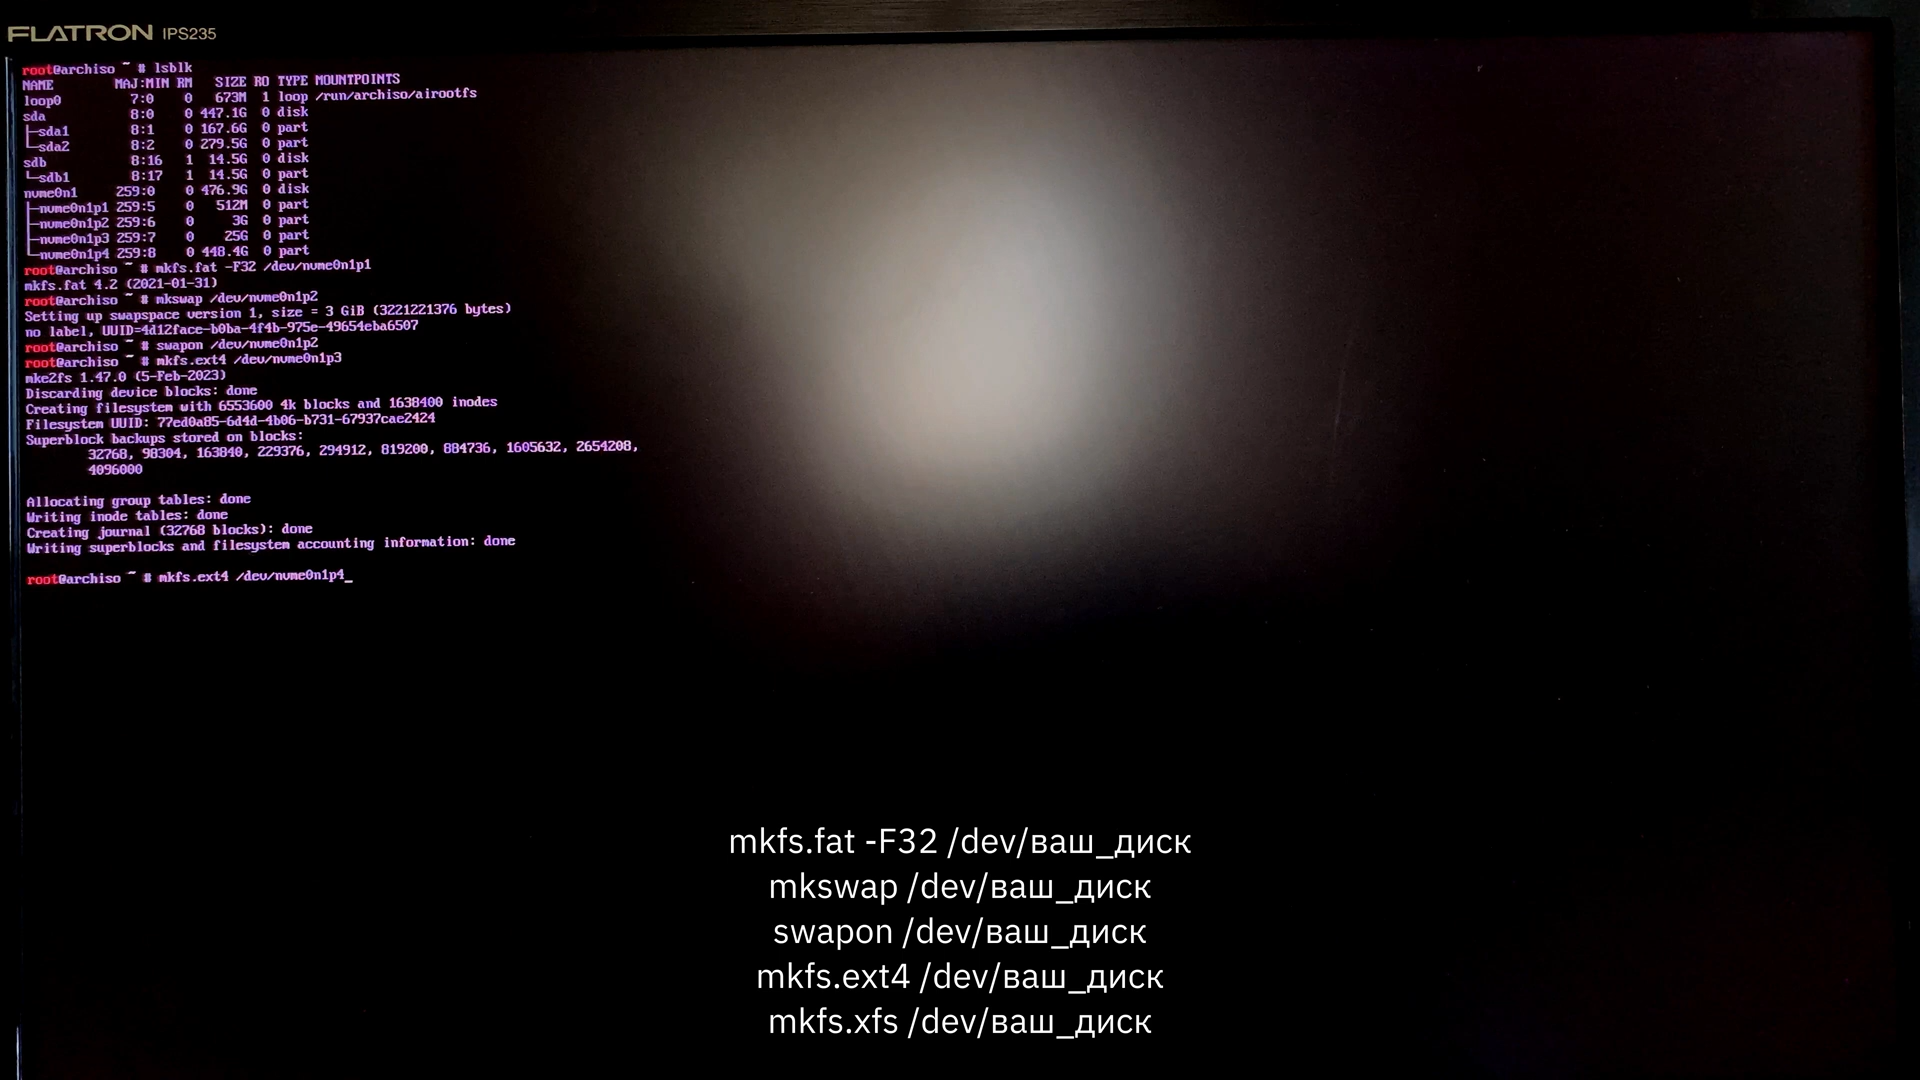 FLATRON IPS235
root@archiso ~ # lsblk
NAME MAJ:MIN RM SIZE RO TYPE MOUNTPOINTS
loop0 7:0 0 673M 1 loop /run/archiso/airootfs
sda 8:0 0 447.1G 0 disk
├─sda1 8:1 0 167.6G 0 part
└─sda2 8:2 0 279.5G 0 part
sdb 8:16 1 14.5G 0 disk
└─sdb1 8:17 1 14.5G 0 part
nvme0n1 259:0 0 476.9G 0 disk
├─nvme0n1p1 259:5 0 512M 0 part
├─nvme0n1p2 259:6 0 3G 0 part
├─nvme0n1p3 259:7 0 25G 0 part
└─nvme0n1p4 259:8 0 448.4G 0 part
root@archiso ~ # mkfs.fat -F32 /dev/nvme0n1p1
mkfs.fat 4.2 (2021-01-31)
root@archiso ~ # mkswap /dev/nvme0n1p2
Setting up swapspace version 1, size = 3 GiB (3221221376 bytes)
no label, UUID=4d12face-b0ba-4f4b-975e-49654eba6507
root@archiso ~ # swapon /dev/nvme0n1p2
root@archiso ~ # mkfs.ext4 /dev/nvme0n1p3
mke2fs 1.47.0 (5-Feb-2023)
Discarding device blocks: done
Creating filesystem with 6553600 4k blocks and 1638400 inodes
Filesystem UUID: 77ed0a85-6d4d-4b06-b731-67937cae2424
Superblock backups stored on blocks:
32768, 98304, 163840, 229376, 294912, 819200, 884736, 1605632, 2654208,
4096000
Allocating group tables: done
Writing inode tables: done
Creating journal (32768 blocks): done
Writing superblocks and filesystem accounting information: done
root@archiso ~ # mkfs.ext4 /dev/nvme0n1p4_
mkfs.fat -F32 /dev/ваш_диск
mkswap /dev/ваш_диск
swapon /dev/ваш_диск
mkfs.ext4 /dev/ваш_диск
mkfs.xfs /dev/ваш_диск